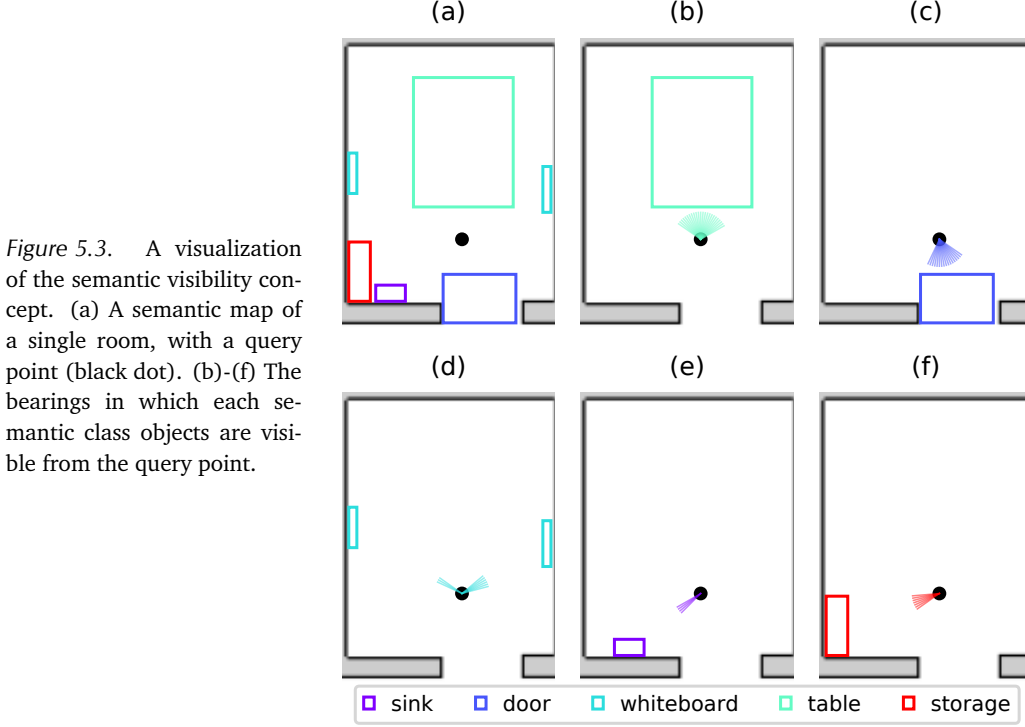 (a)
(b)
(c)
Figure 5.3. A visualization
of the semantic visibility con-
cept. (a) A semantic map of
a single room, with a query
point (black dot). (b)-(f) The
bearings in which each se-
mantic class objects are visi-
ble from the query point.
(d)
(e)
(f)
sink
door
whiteboard
table
storage